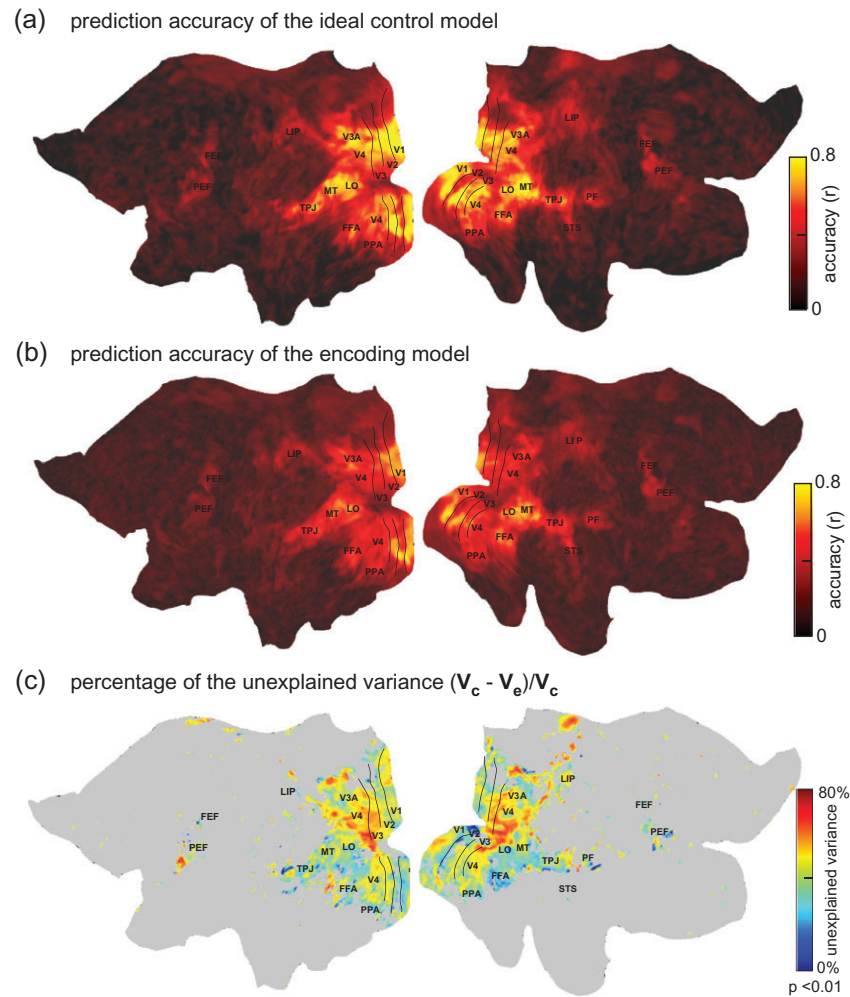 (a) prediction accuracy of the ideal control model
LIP V3A V4 V1 V2 V3 FEF PEF MT LO TPJ V4 FFA PPA
V3A LIP V4 V1 V2 V3 FEF PEF LO MT V4 TPJ PF FFA PPA STS
0.8
accuracy (r)
0
(b) prediction accuracy of the encoding model
LIP V3A V4 V1 V2 V3 FEF PEF MT LO TPJ V4 FFA PPA
V3A LIP V4 V1 V2 V3 FEF PEF LO MT V4 TPJ PF FFA PPA STS
0.8
accuracy (r)
0
(c) percentage of the unexplained variance (Vc - Ve)/Vc
LIP V3A V4 V1 V2 V3 FEF PEF MT LO TPJ V4 FFA PPA
LIP V3A V4 V1 V2 V3 FEF PEF LO MT V4 TPJ PF FFA PPA STS
80%
unexplained variance
0%
p <0.01